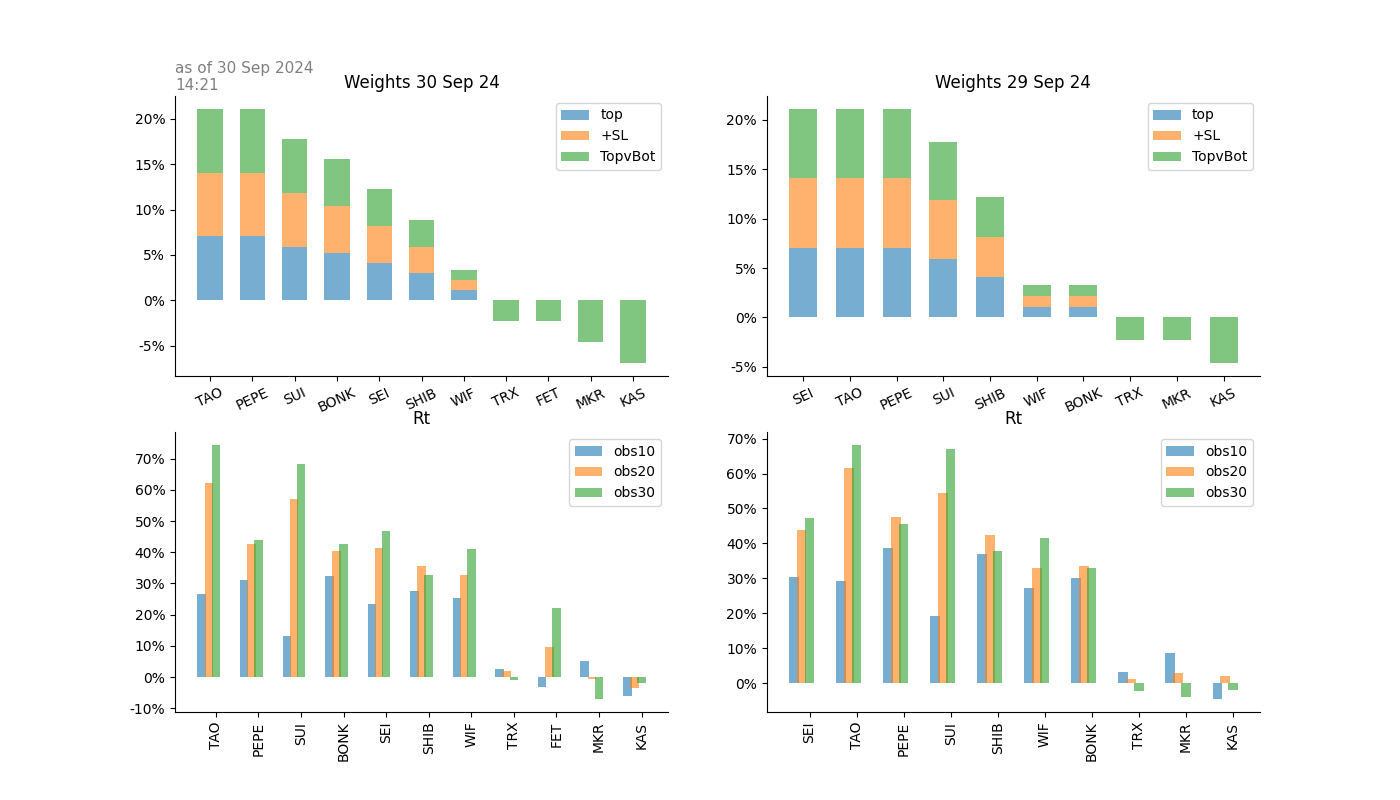 as of 30 Sep 2024
14:21
Weights 30 Sep 24
20%
15%
10%
5%
0%
-5%
top
+SL
TopvBot
TAO PEPE SUI BONK SEI SHIB WIF TRX FET MKR KAS
Weights 29 Sep 24
20%
15%
10%
5%
0%
-5%
top
+SL
TopvBot
SEI TAO PEPE SUI SHIB WIF BONK TRX MKR KAS
Rt
70%
60%
50%
40%
30%
20%
10%
0%
-10%
obs10
obs20
obs30
TAO PEPE SUI BONK SEI SHIB WIF TRX FET MKR KAS
Rt
70%
60%
50%
40%
30%
20%
10%
0%
obs10
obs20
obs30
SEI TAO PEPE SUI SHIB WIF BONK TRX MKR KAS